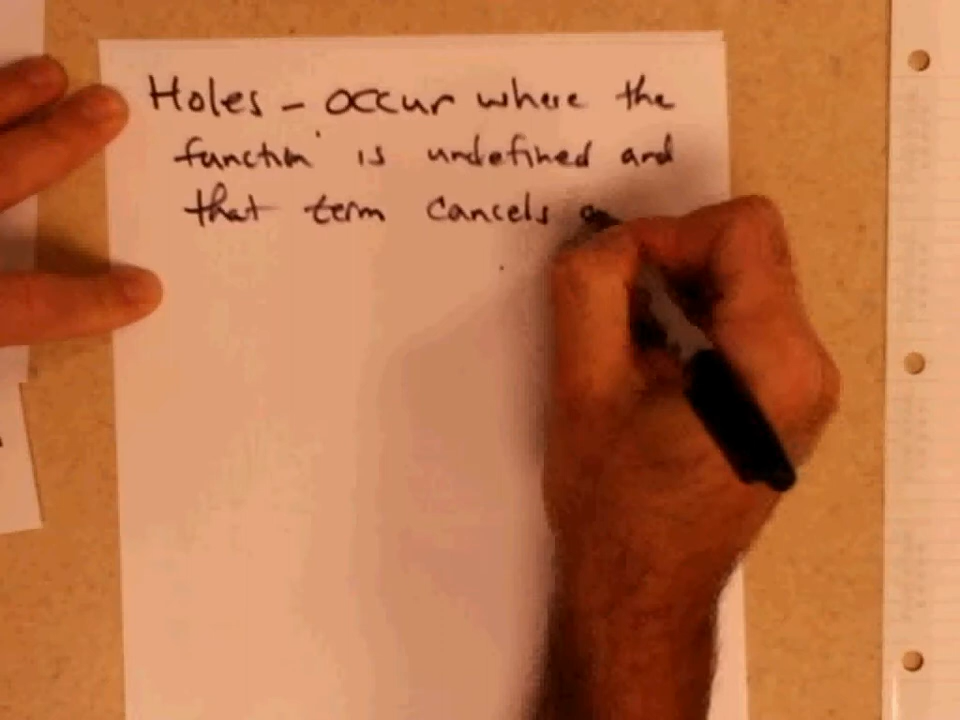 Holes - occur where the
function is undefined and
that term cancels